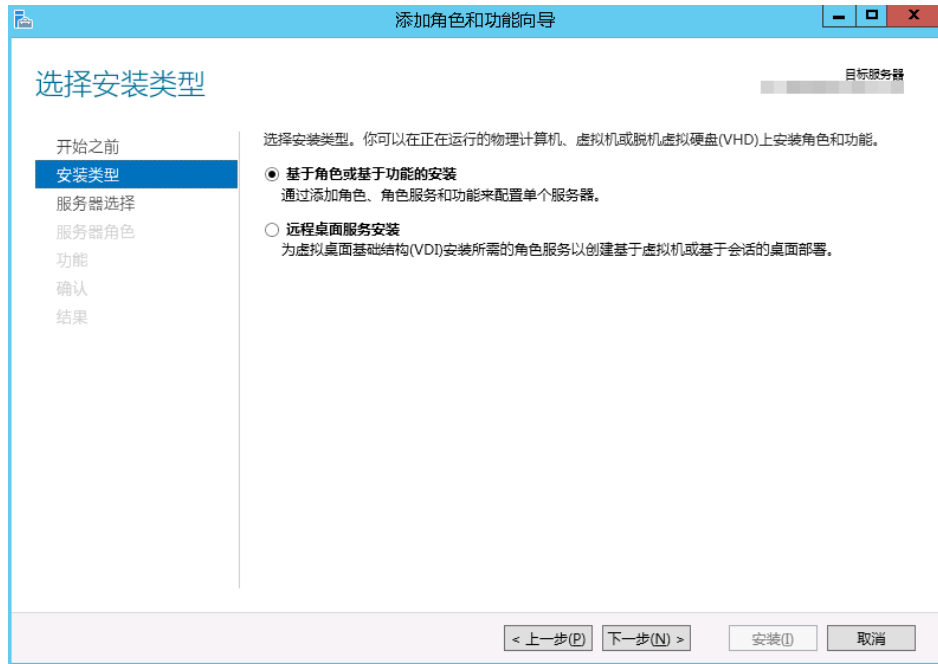 添加角色和功能向导
选择安装类型
目标服务器
开始之前
安装类型
服务器选择
服务器角色
功能
确认
结果
选择安装类型。你可以在正在运行的物理计算机、虚拟机或脱机虚拟硬盘(VHD)上安装角色和功能。
基于角色或基于功能的安装
通过添加角色、角色服务和功能来配置单个服务器。
远程桌面服务安装
为虚拟桌面基础结构(VDI)安装所需的角色服务以创建基于虚拟机或基于会话的桌面部署。
< 上一步(P) 下一步(N) > 安装(I) 取消